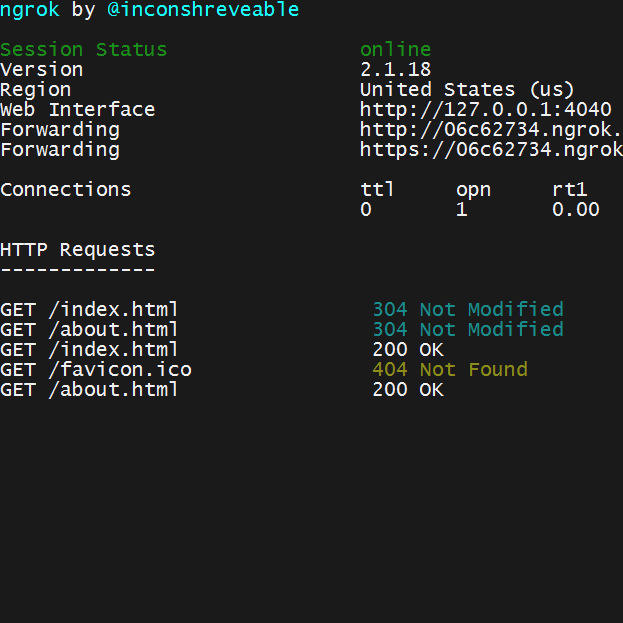 ngrok by @inconshreveable
Session Status online
Version 2.1.18
Region United States (us)
Web Interface http://127.0.0.1:4040
Forwarding http://06c62734.ngrok.
Forwarding https://06c62734.ngrok
Connections ttl opn rt1
0 1 0.00
HTTP Requests
-------------
GET /index.html 304 Not Modified
GET /about.html 304 Not Modified
GET /index.html 200 OK
GET /favicon.ico 404 Not Found
GET /about.html 200 OK